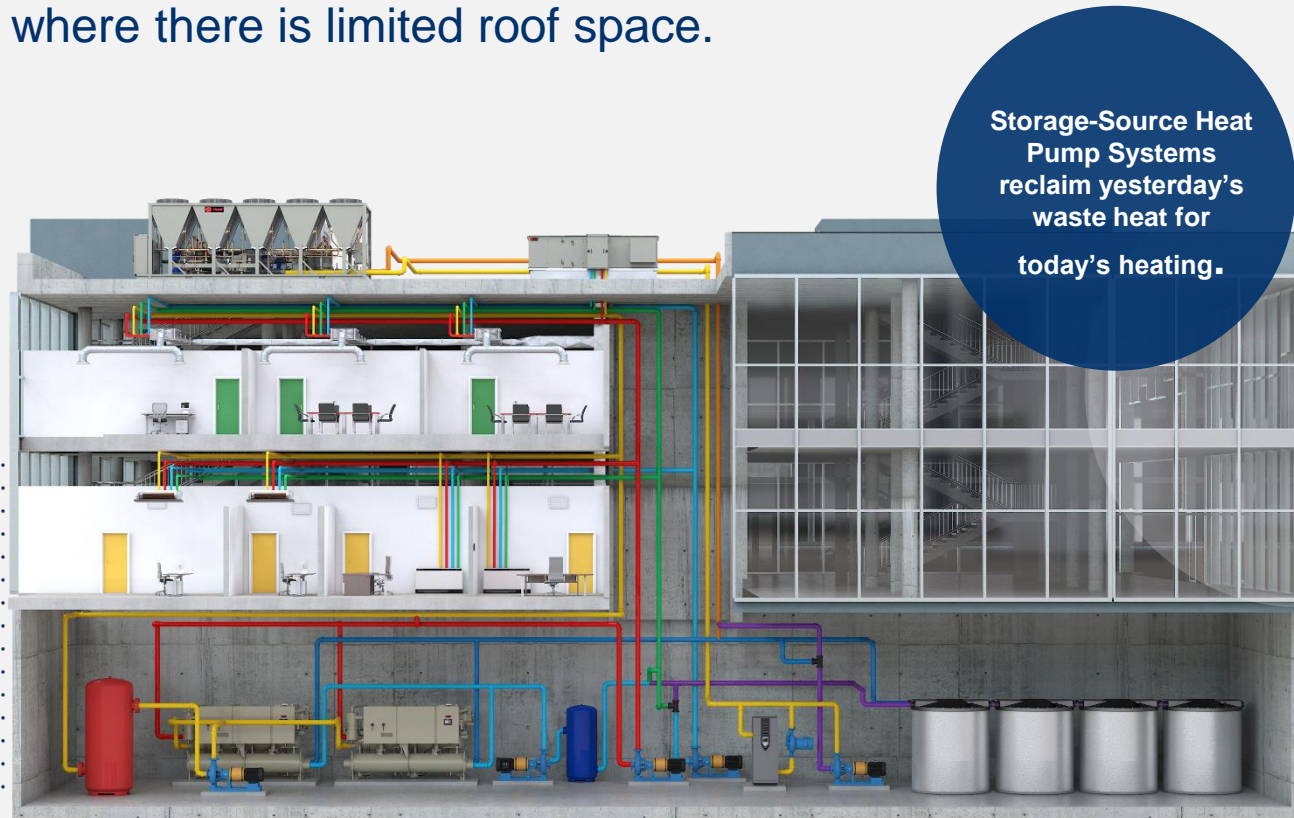 where there is limited roof space.
Storage-Source Heat
Pump Systems
reclaim yesterday’s
waste heat for
today’s heating.